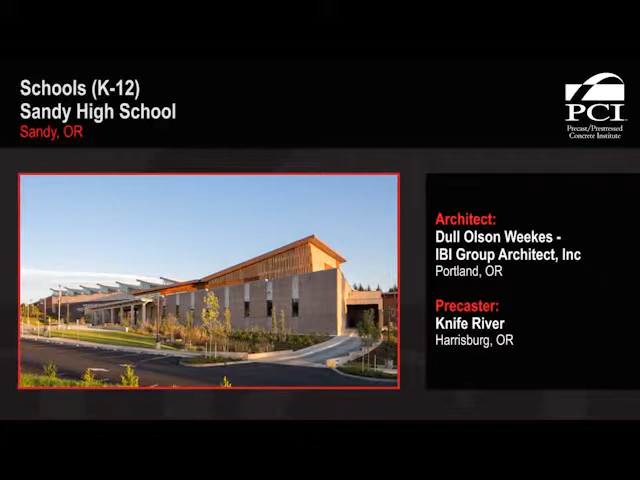 Schools (K-12)
Sandy High School
Sandy, OR
PCI
Precast/Prestressed
Concrete Institute
Architect:
Dull Olson Weekes -
IBI Group Architect, Inc
Portland, OR
Precaster:
Knife River
Harrisburg, OR